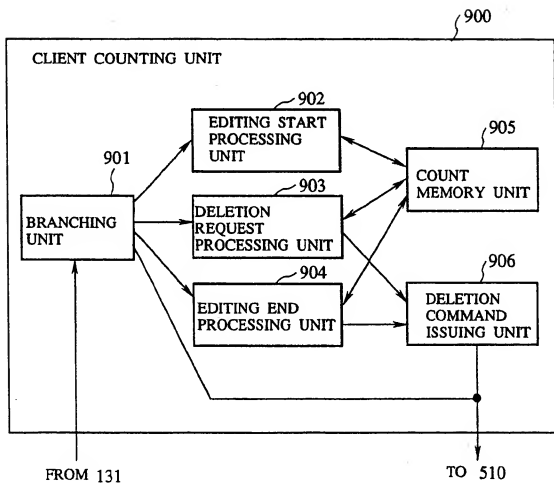 900
CLIENT COUNTING UNIT
902
EDITING START
PROCESSING
UNIT
905
COUNT
MEMORY UNIT
901
BRANCHING
UNIT
903
DELETION
REQUEST
PROCESSING UNIT
904
EDITING END
PROCESSING UNIT
906
DELETION
COMMAND
ISSUING UNIT
FROM 131
TO 510